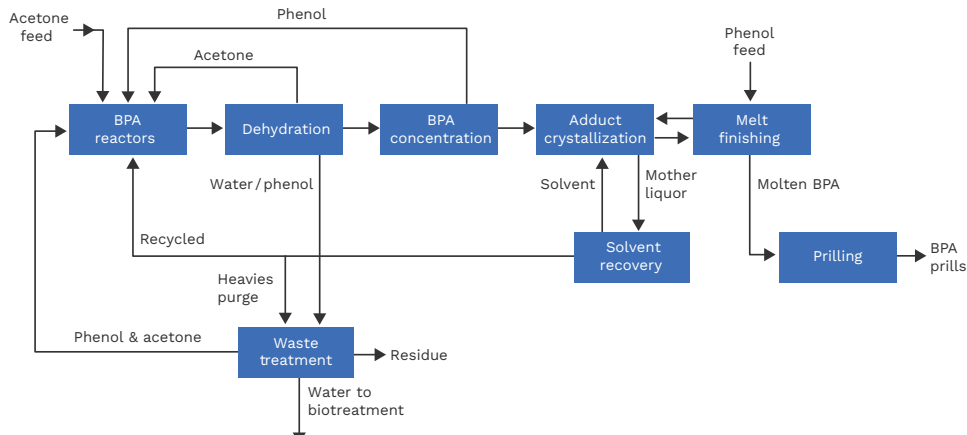 Acetone
feed
Phenol
Acetone
Phenol
feed
BPA
reactors
Dehydration
BPA
concentration
Adduct
crystallization
Melt
finishing
Water/phenol
Solvent
Mother
liquor
Molten BPA
Recycled
Solvent
recovery
Prilling
BPA
prills
Heavies
purge
Phenol & acetone
Waste
treatment
Residue
Water to
biotreatment